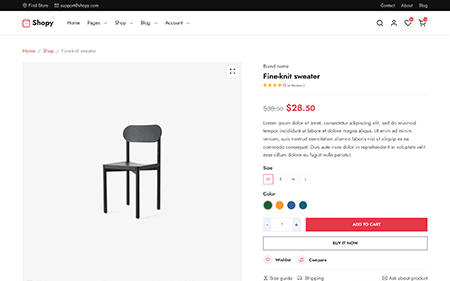 Find Store support@shopy.com Contact About Blog
Shopy Home Pages Shop Blog Account
Home / Shop / Fine-knit sweater
Brand name
Fine-knit sweater
$38.50 $28.50
Lorem ipsum dolor sit amet, consectetur adipiscing elit, sed do eiusmod
tempor incididunt ut labore et dolore magna aliqua. Ut enim ad minim
veniam, quis nostrud exercitation ullamco laboris nisi ut aliquip ex ea
commodo consequat. Duis aute irure dolor in reprehenderit in voluptate velit
esse cillum dolore eu fugiat nulla pariatur.
Size
XS S M L
Color
- 1 +
ADD TO CART
BUY IT NOW
Wishlist Compare
Size guide Shipping Ask about product